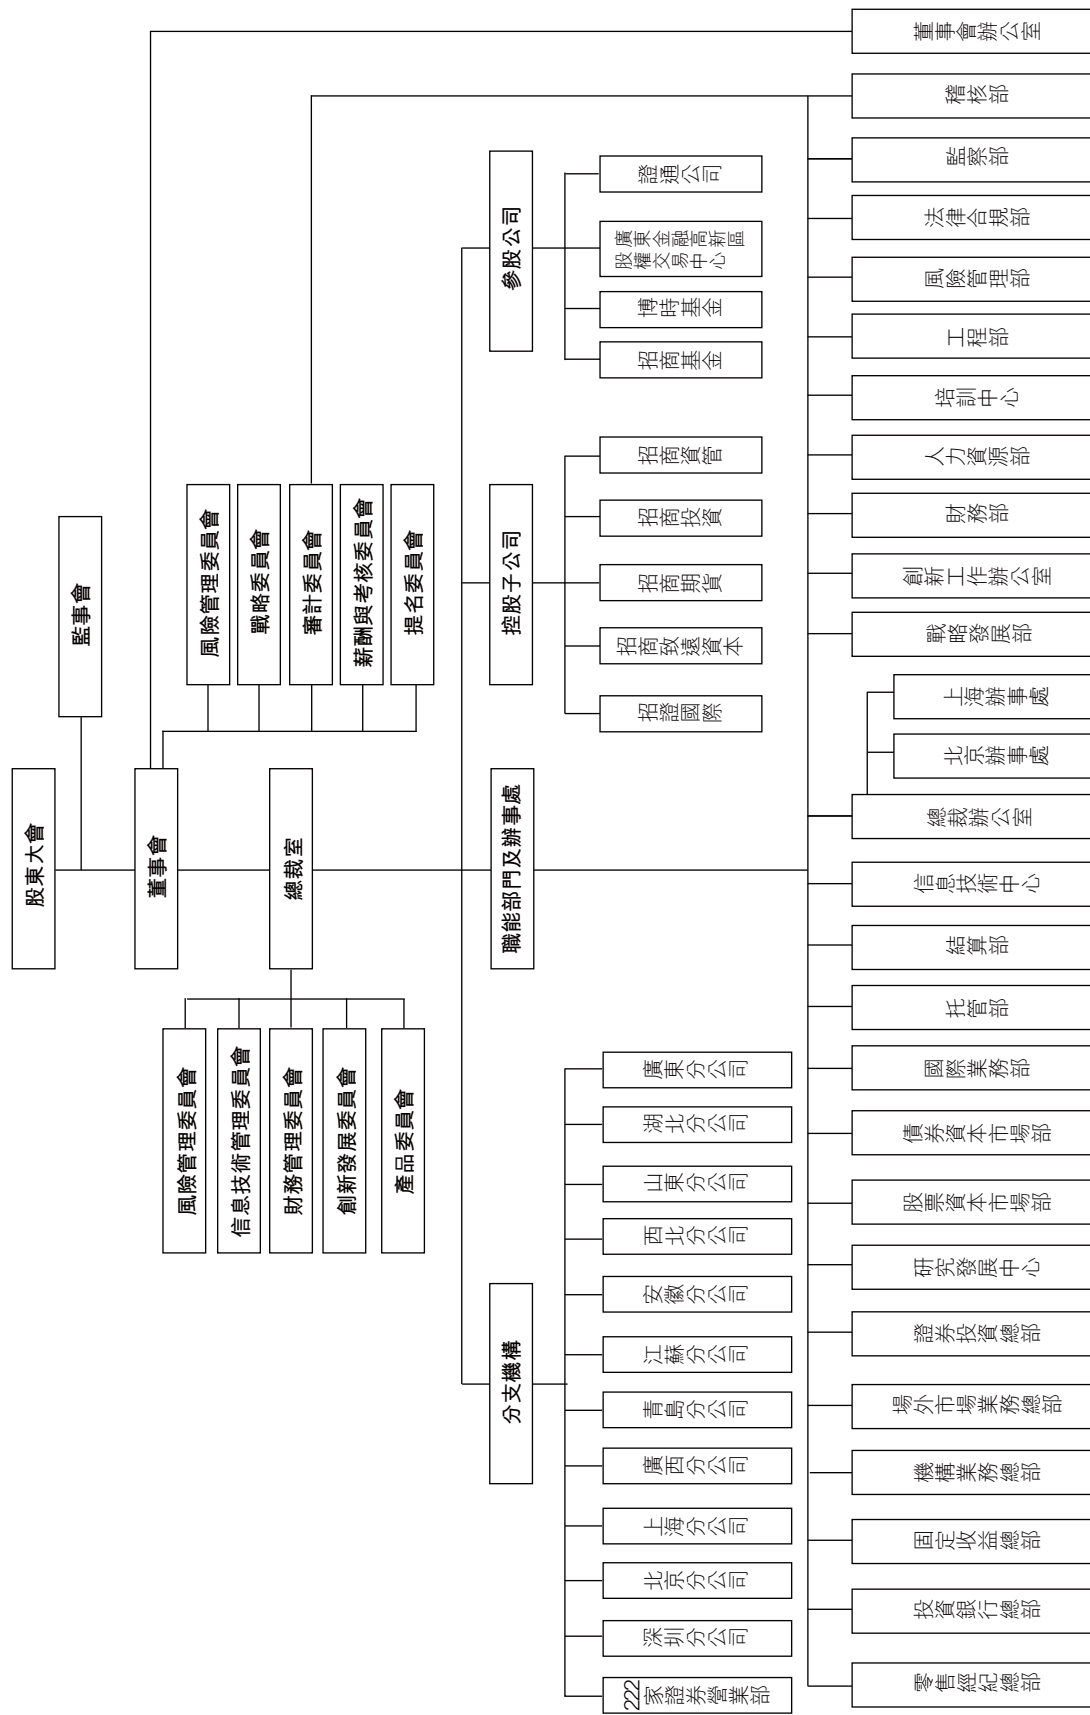 股東大會
監事會
董事會
風險管理委員會
戰略委員會
審計委員會
薪酬與考核委員會
提名委員會
總裁室
風險管理委員會
信息技術管理委員會
財務管理委員會
創新發展委員會
產品委員會
分支機構
職能部門及辦事處
控股子公司
參股公司
222
家證券營業部
深圳分公司
北京分公司
上海分公司
廣西分公司
青島分公司
江蘇分公司
安徽分公司
西北分公司
山東分公司
湖北分公司
廣東分公司
招證國際
招商致遠資本
招商期貨
招商投資
招商資管
招商基金
博時基金
廣東金融高新區
股權交易中心
證通公司
零售經紀總部
投資銀行總部
固定收益總部
機構業務總部
場外市場業務總部
證券投資總部
研究發展中心
股票資本市場部
債券資本市場部
國際業務部
托管部
結算部
信息技術中心
總裁辦公室
北京辦事處
上海辦事處
戰略發展部
創新工作辦公室
財務部
人力資源部
培訓中心
工程部
風險管理部
法律合規部
監察部
稽核部
董事會辦公室